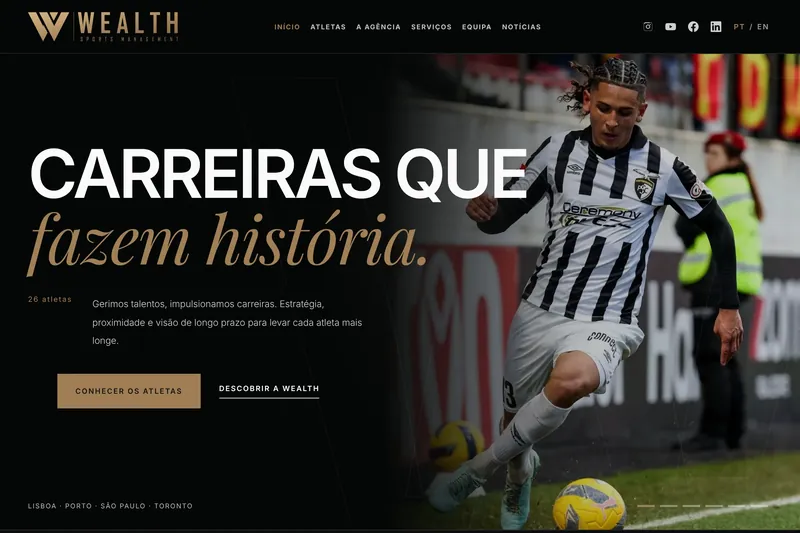 WEALTH
SPORTS MANAGEMENT
INÍCIO ATLETAS A AGÊNCIA SERVIÇOS EQUIPA NOTÍCIAS
PT / EN
CARREIRAS QUE
fazem história.
26 atletas
Gerimos talentos, impulsionamos carreiras. Estratégia,
proximidade e visão de longo prazo para levar cada atleta mais
longe.
CONHECER OS ATLETAS
DESCOBRIR A WEALTH
LISBOA · PORTO · SÃO PAULO · TORONTO